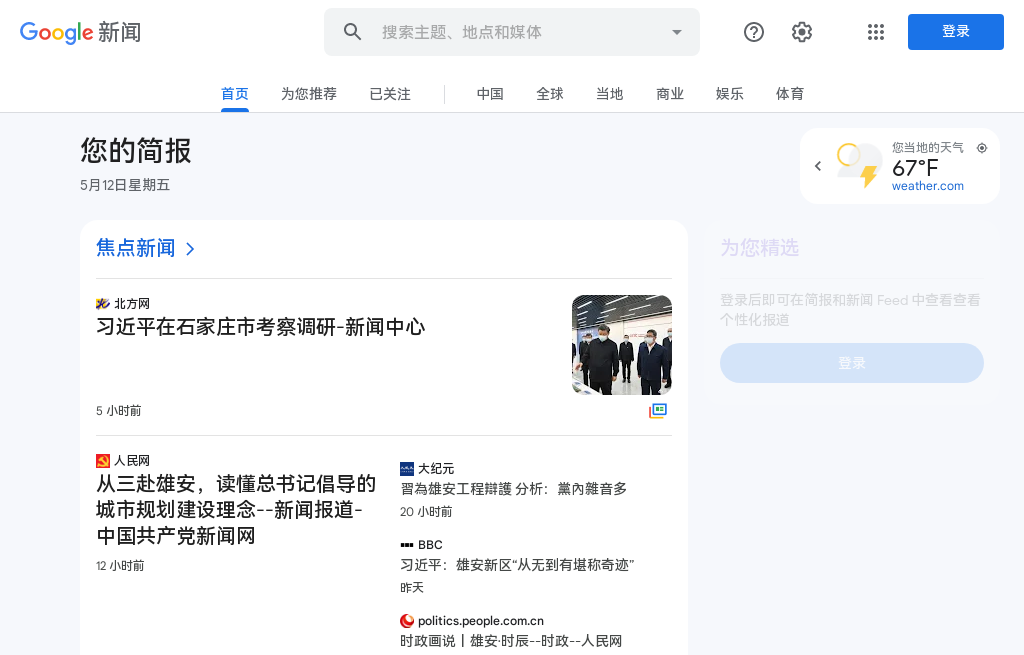 Google 新闻
搜索主题、地点和媒体
登录
首页
为您推荐
已关注
中国
全球
当地
商业
娱乐
体育
您的简报
5月12日星期五
您当地的天气
67°F
weather.com
焦点新闻
北方网
习近平在石家庄市考察调研-新闻中心
5 小时前
人民网
从三赴雄安，读懂总书记倡导的
城市规划建设理念--新闻报道-
中国共产党新闻网
12 小时前
大纪元
習為雄安工程辯護 分析：黨內雜音多
20 小时前
BBC
习近平：雄安新区“从无到有堪称奇迹”
昨天
politics.people.com.cn
时政画说丨雄安·时辰--时政--人民网
为您精选
登录后即可在简报和新闻 Feed 中查看查看
个性化报道
登录